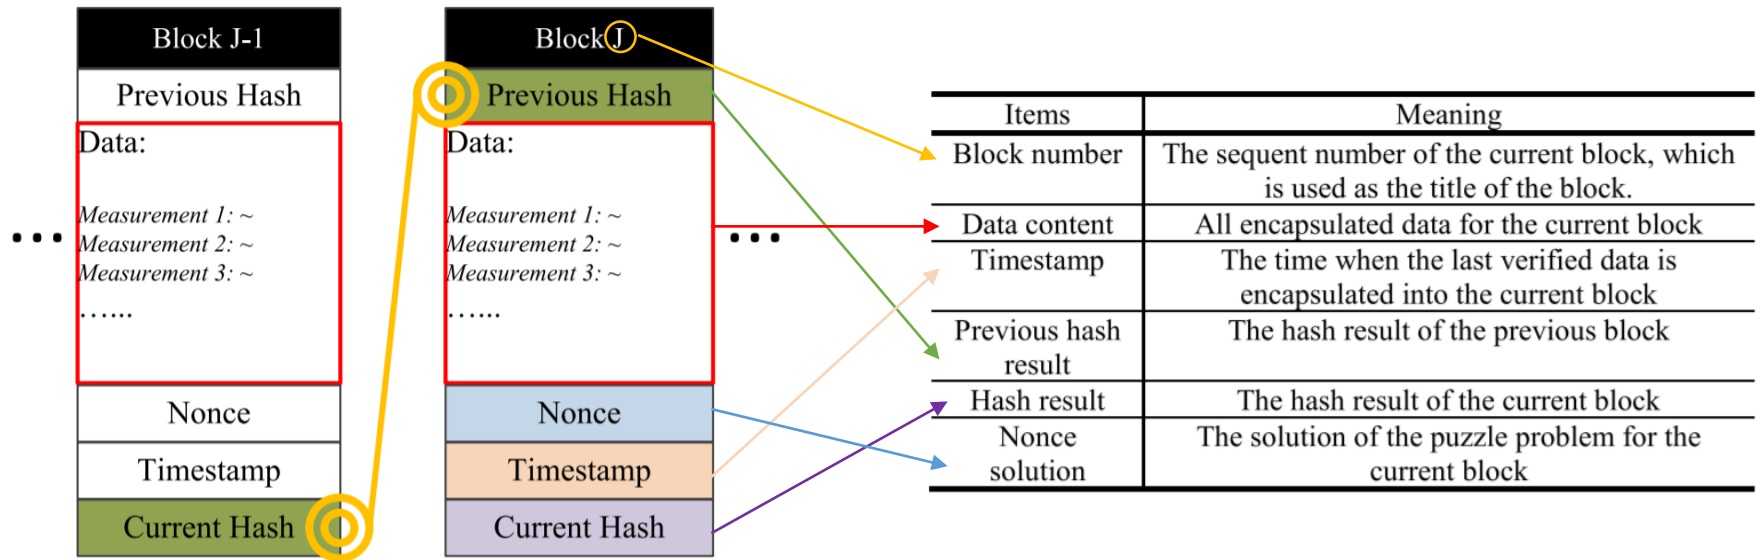 Block J-1
Previous Hash
Data:
Measurement 1: ~
Measurement 2: ~
Measurement 3: ~
…...
Nonce
Timestamp
Current Hash
...
Block J
Previous Hash
Data:
Measurement 1: ~
Measurement 2: ~
Measurement 3: ~
…...
Nonce
Timestamp
Current Hash
...
Items Meaning
Block number The sequent number of the current block, which
is used as the title of the block.
Data content All encapsulated data for the current block
Timestamp The time when the last verified data is
encapsulated into the current block
Previous hash The hash result of the previous block
result
Hash result The hash result of the current block
Nonce The solution of the puzzle problem for the
solution current block